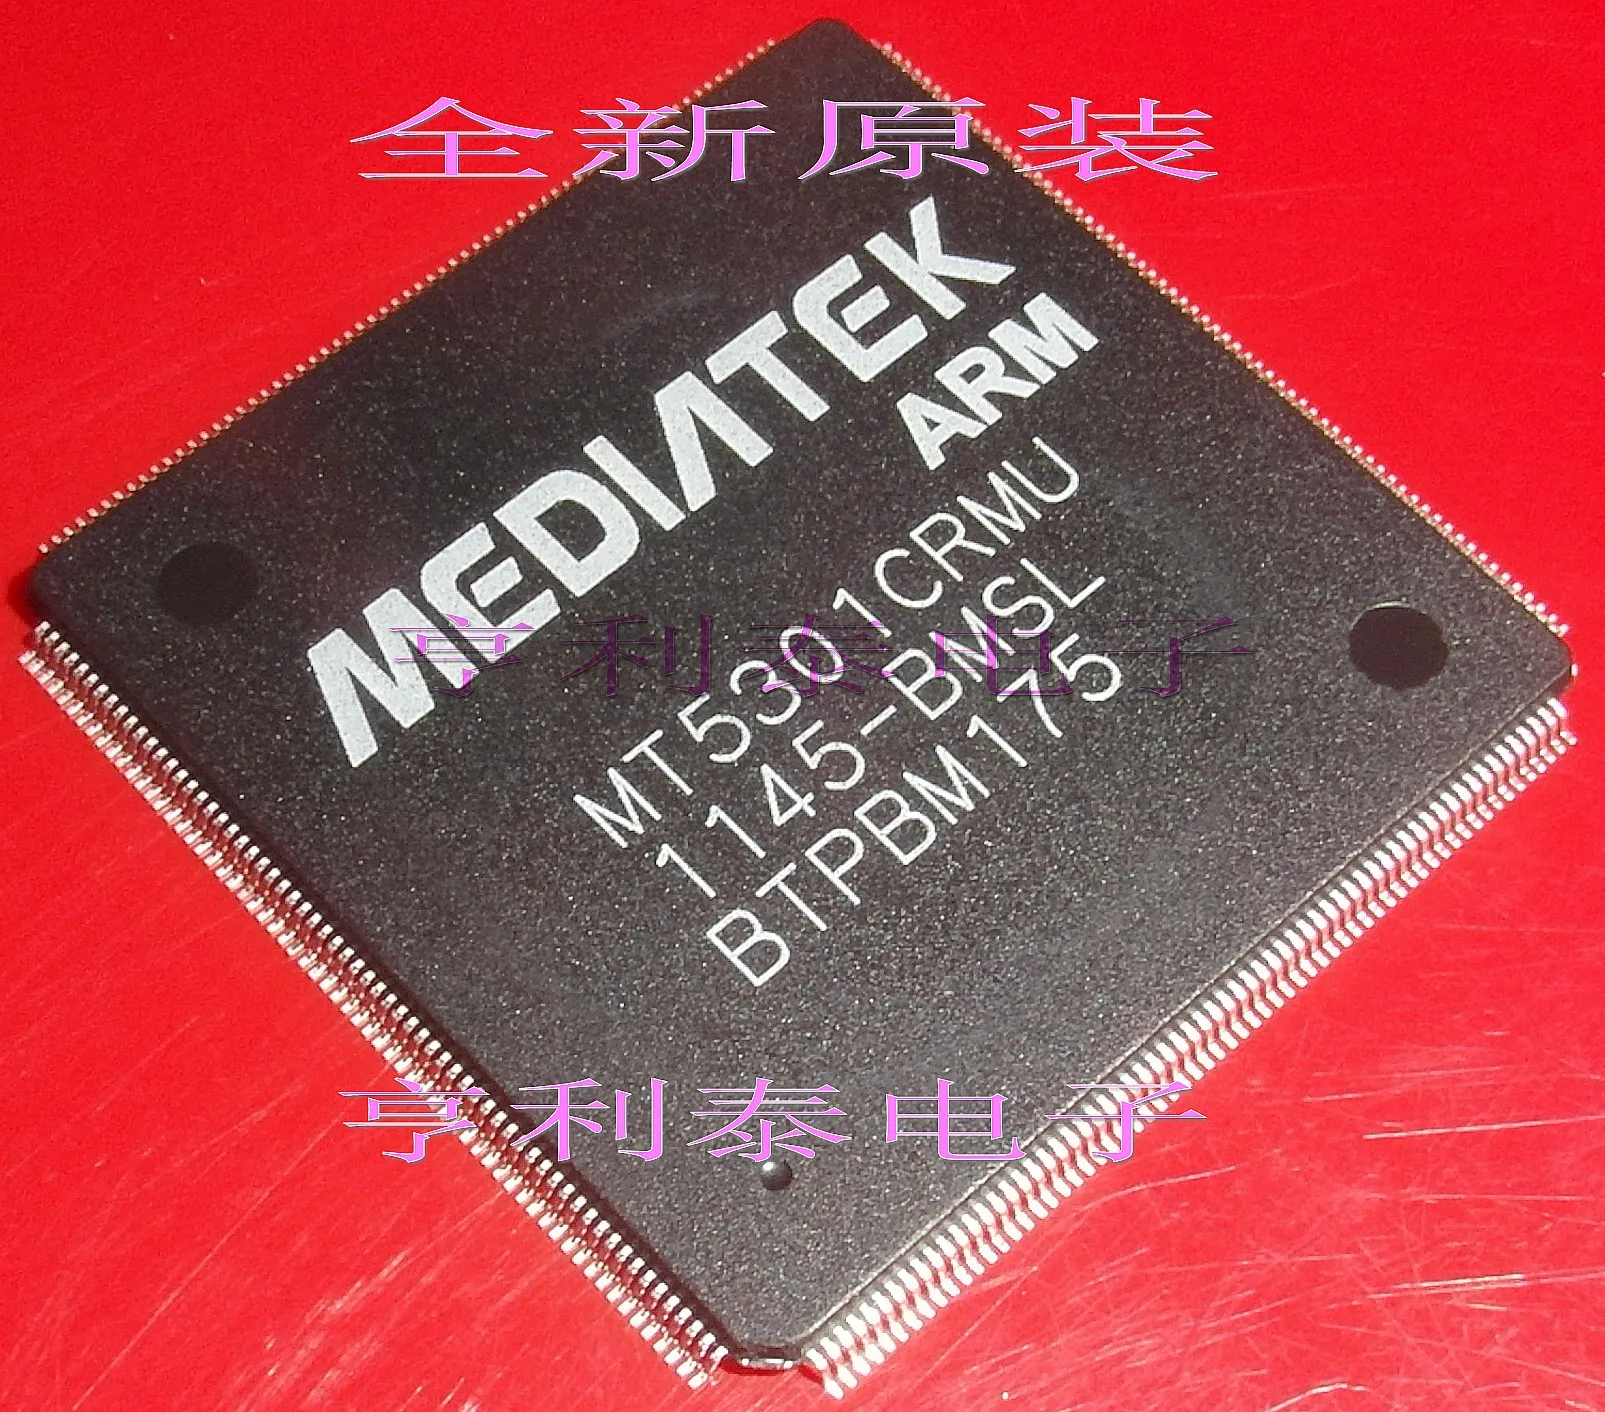 全新原装
MEDIATEK
ARM
MT5301CRMU
1145-BMSL
BTPBM175
亨利泰电子
亨利泰电子